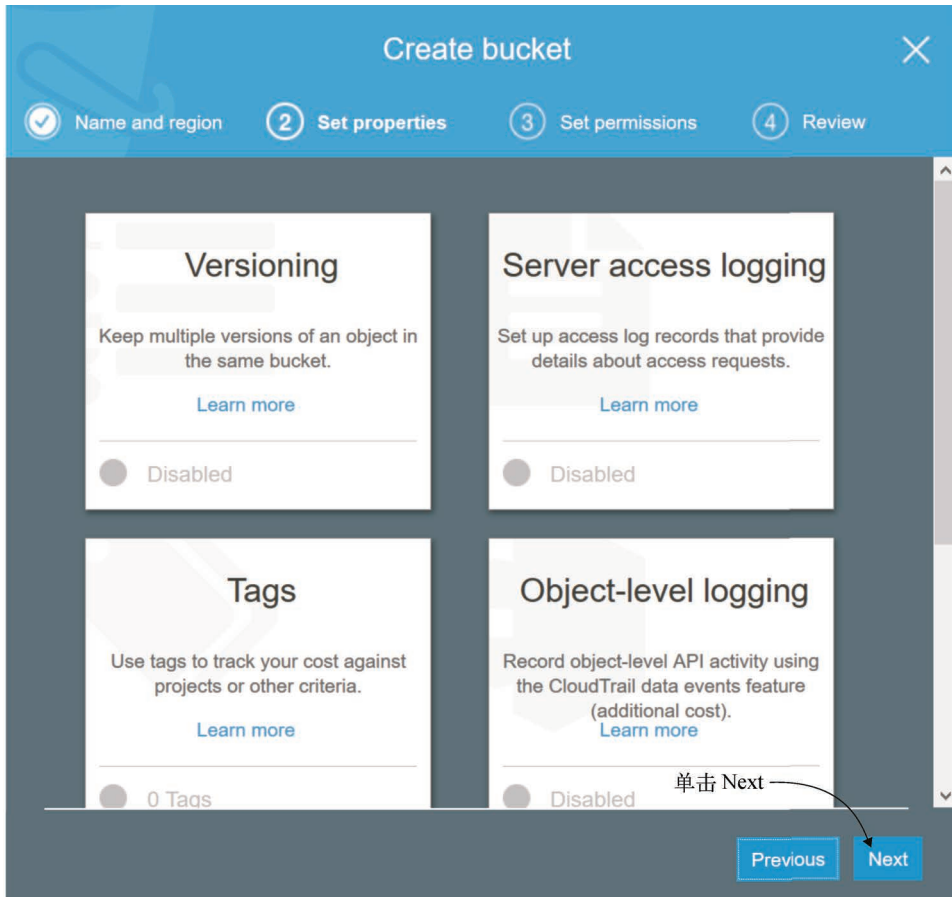 Create bucket
Name and region
2 Set properties
3 Set permissions
4 Review
Versioning
Keep multiple versions of an object in
the same bucket.
Learn more
Disabled
Server access logging
Set up access log records that provide
details about access requests.
Learn more
Disabled
Tags
Use tags to track your cost against
projects or other criteria.
Learn more
0 Tags
Object-level logging
Record object-level API activity using
the CloudTrail data events feature
(additional cost).
Learn more
Disabled
单击 Next
Previous
Next